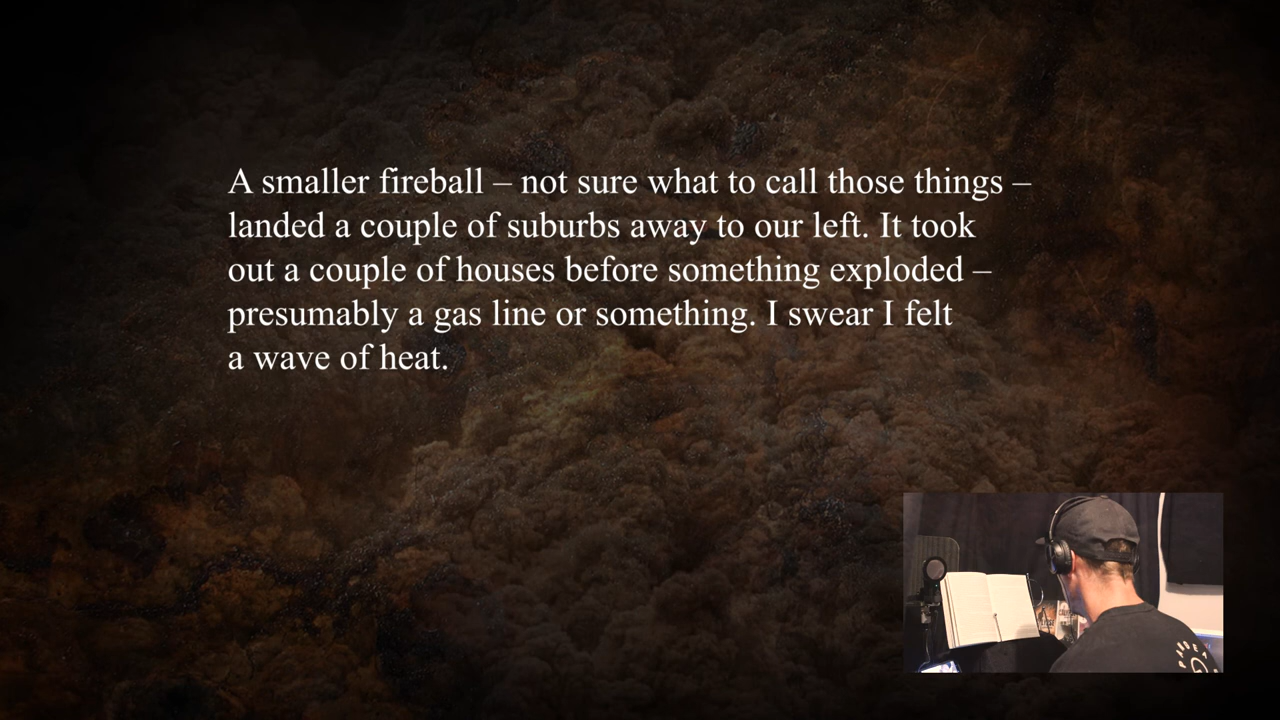 A smaller fireball – not sure what to call those things –
landed a couple of suburbs away to our left. It took
out a couple of houses before something exploded –
presumably a gas line or something. I swear I felt
a wave of heat.